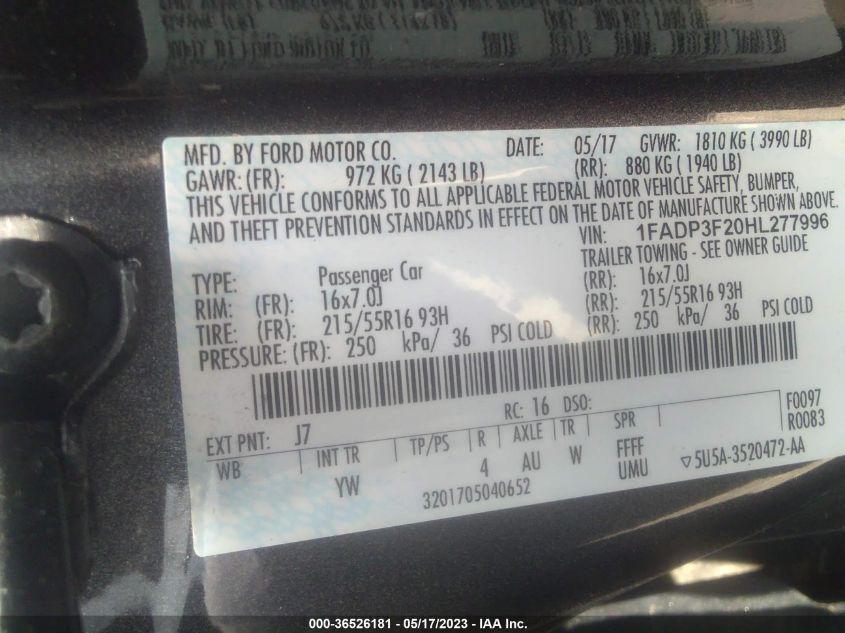 MFD. BY FORD MOTOR CO. DATE: 05/17 GVWR: 1810 KG ( 3990 LB)
GAWR: (FR): 972 KG ( 2143 LB) (RR): 880 KG ( 1940 LB)
THIS VEHICLE CONFORMS TO ALL APPLICABLE FEDERAL MOTOR VEHICLE SAFETY, BUMPER,
AND THEFT PREVENTION STANDARDS IN EFFECT ON THE DATE OF MANUFACTURE SHOWN ABOVE.
VIN: 1FADP3F20HL277996
TYPE: Passenger Car TRAILER TOWING - SEE OWNER GUIDE
RIM: (FR): 16x7.0J (RR): 16x7.0J
TIRE: (FR): 215/55R16 93H (RR): 215/55R16 93H
PRESSURE: (FR): 250 kPa/ 36 PSI COLD (RR): 250 kPa/ 36 PSI COLD
EXT PNT: J7 RC: 16 DSO: F0097
R0083
WB INT TR TP/PS R AXLE TR SPR
YW 4 AU W FFFF
UMU ▽5U5A-3520472-AA
3201705040652
000-36526181 - 05/17/2023 - IAA Inc.